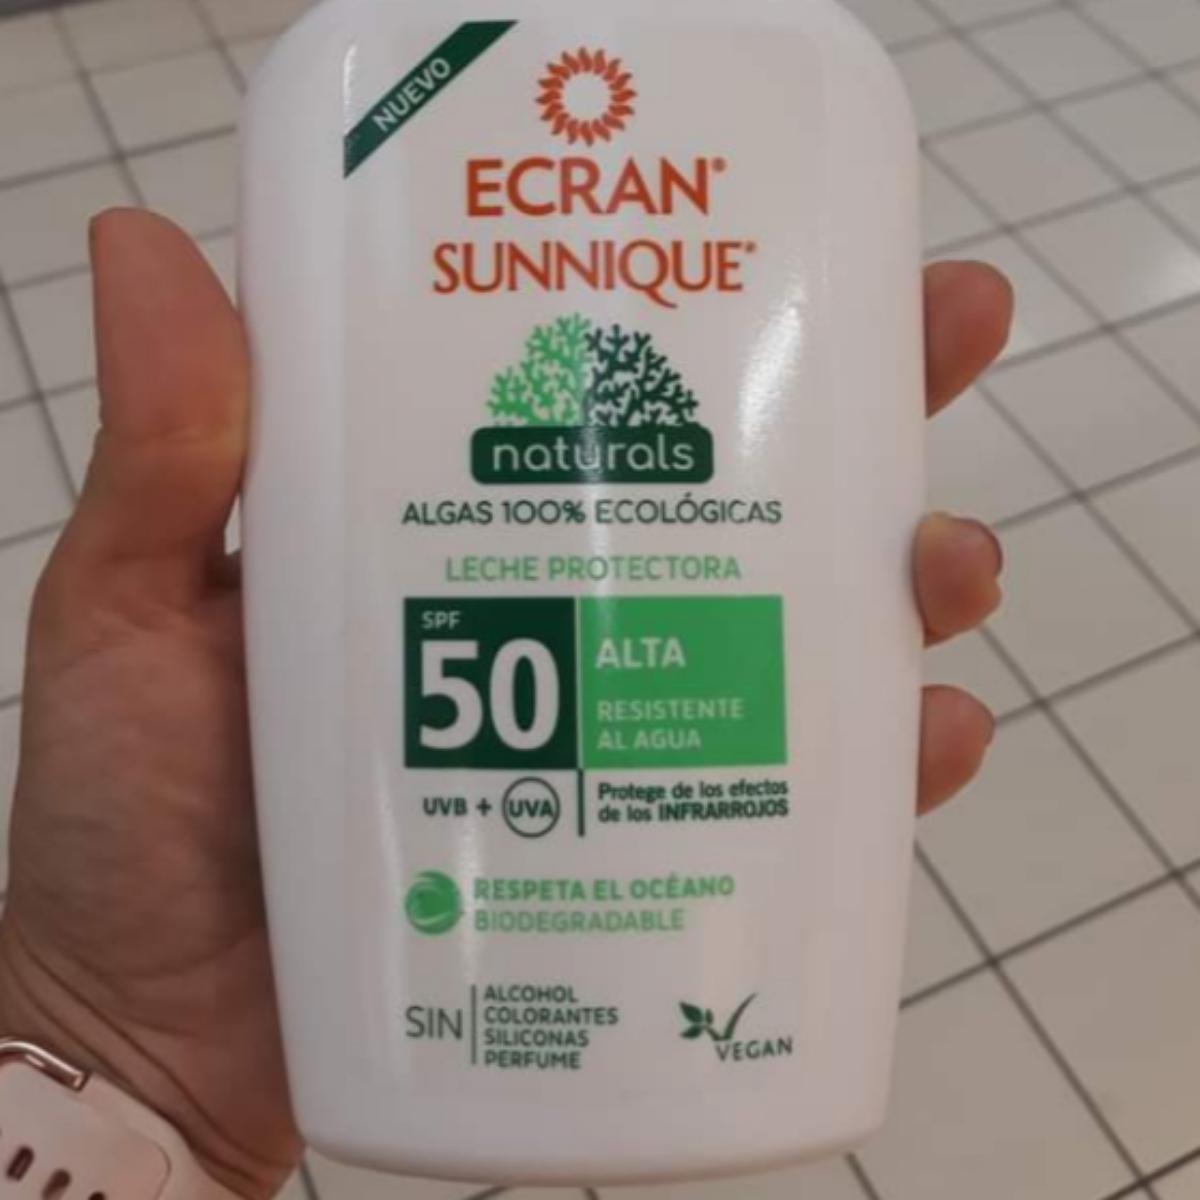 NUEVO
ECRAN®
SUNNIQUE®
naturals
ALGAS 100% ECOLÓGICAS
LECHE PROTECTORA
SPF
50
ALTA
RESISTENTE
AL AGUA
UVB + UVA
Protege de los efectos
de los INFRARROJOS
RESPETA EL OCÉANO
BIODEGRADABLE
SIN
ALCOHOL
COLORANTES
SILICONAS
PERFUME
VEGAN